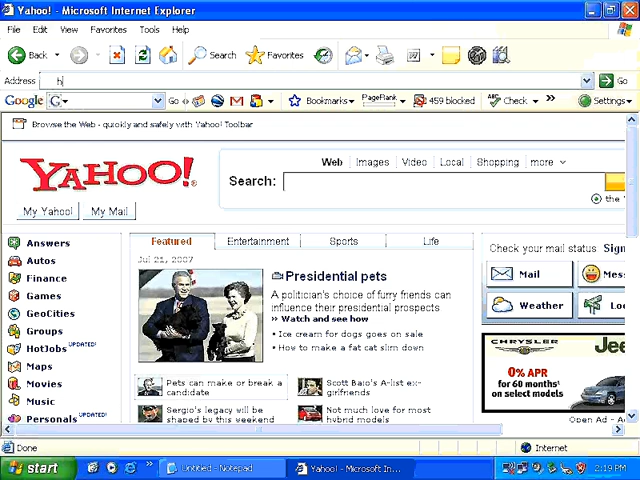 Yahoo! - Microsoft Internet Explorer
File Edit View Favorites Tools Help
Back Search Favorites
Address h Go
Google G Go Bookmarks PageRank 459 blocked ABC Check » Settings
Browse the Web - quickly and safely with Yahoo! Toolbar
YAHOO!®
My Yahoo! My Mail
Web Images Video Local Shopping more
Search:
Answers
Autos
Finance
Games
GeoCities
Groups
HotJobs UPDATED!
Maps
Movies
Music
Personals UPDATED!
Featured Entertainment Sports Life
Jul 21, 2007
Presidential pets
A politician's choice of furry friends can
influence their presidential prospects
» Watch and see how
• Ice cream for dogs goes on sale
• How to make a fat cat slim down
Pets can make or break a
candidate
Scott Baio's A-list ex-
girlfriends
Sergio's legacy will be
shaped by this weekend
Not much love for most
hybrid models
Check your mail status: Sign
Mail Mess
Weather Lo
CHRYSLER Jee
0% APR
for 60 months
on select models
Open Ad - A
Done Internet
start » Untitled - Notepad Yahoo! - Microsoft In... 2:19 PM